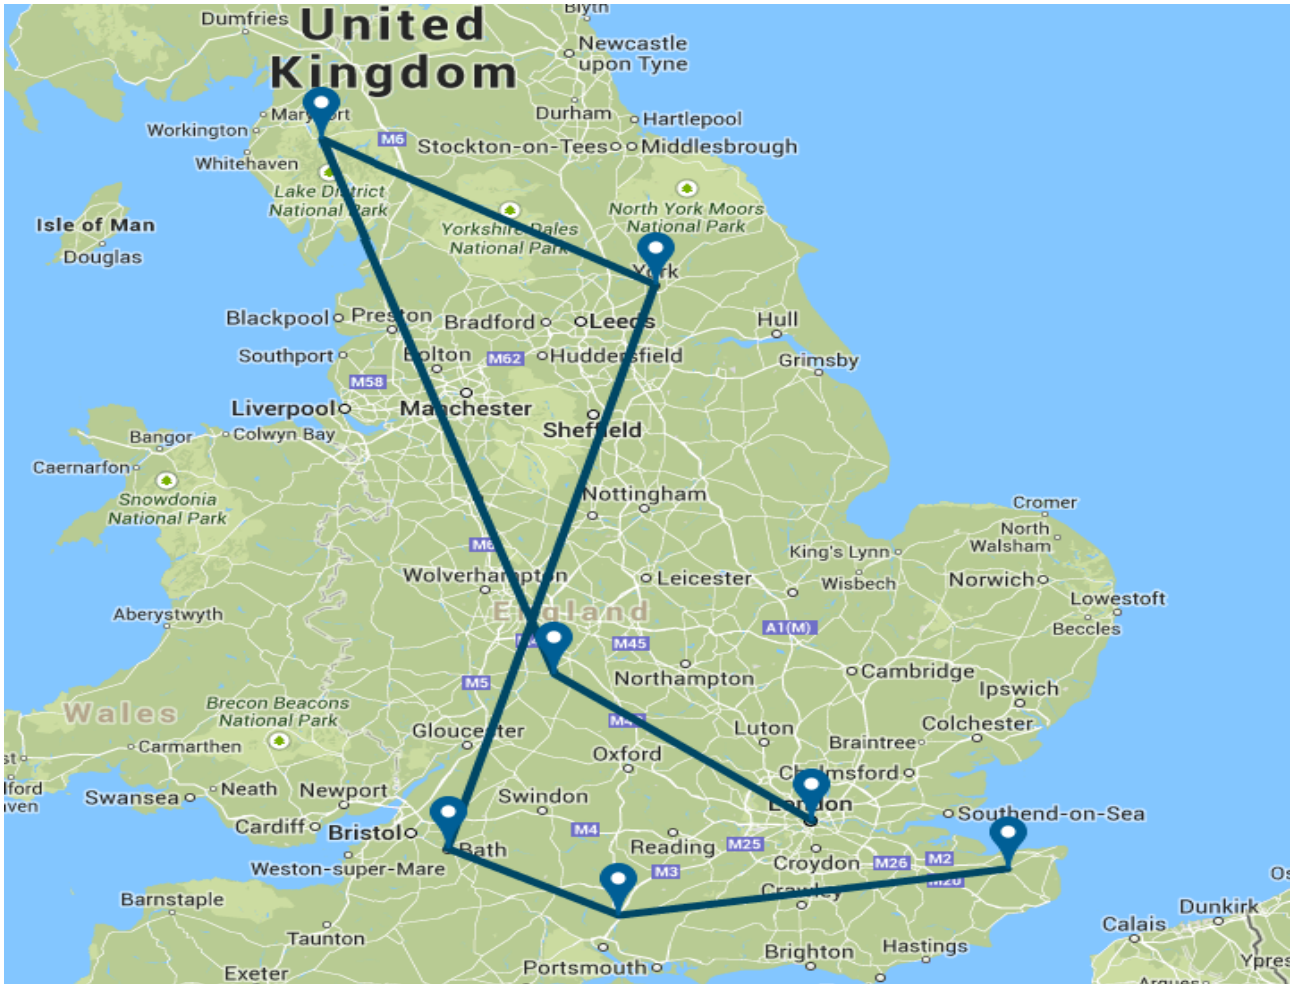 Blyth
Dumfries
United
Kingdom
Newcastle
upon Tyne
Durham
Hartlepool
Workington
M6
Stockton-on-Tees
Middlesbrough
Whitehaven
Lake District
National Park
North York Moors
National Park
Yorkshire Dales
National Park
Isle of Man
Douglas
York
Blackpool
Preston
Bradford
Leeds
Hull
Southport
Bolton
M62
Huddersfield
Grimsby
M58
Liverpool
Manchester
Sheffield
Bangor
Colwyn Bay
Caernarfon
Snowdonia
National Park
Nottingham
Cromer
North
Walsham
King's Lynn
Wolverhampton
Leicester
Wisbech
Norwich
Lowestoft
Beccles
Aberystwyth
England
A1(M)
M45
Cambridge
Northampton
M5
Ipswich
Wales
Brecon Beacons
National Park
Gloucester
Luton
Colchester
Braintree
Carmarthen
Oxford
Chelmsford
Swansea
Neath
Newport
Swindon
London
Southend-on-Sea
Cardiff
Bristol
M4
Bath
Reading
M25
Croydon
M26
M2
Weston-super-Mare
M3
Crawley
Barnstaple
Taunton
Calais
Dunkirk
Brighton
Hastings
Portsmouth
Exeter
Ypres